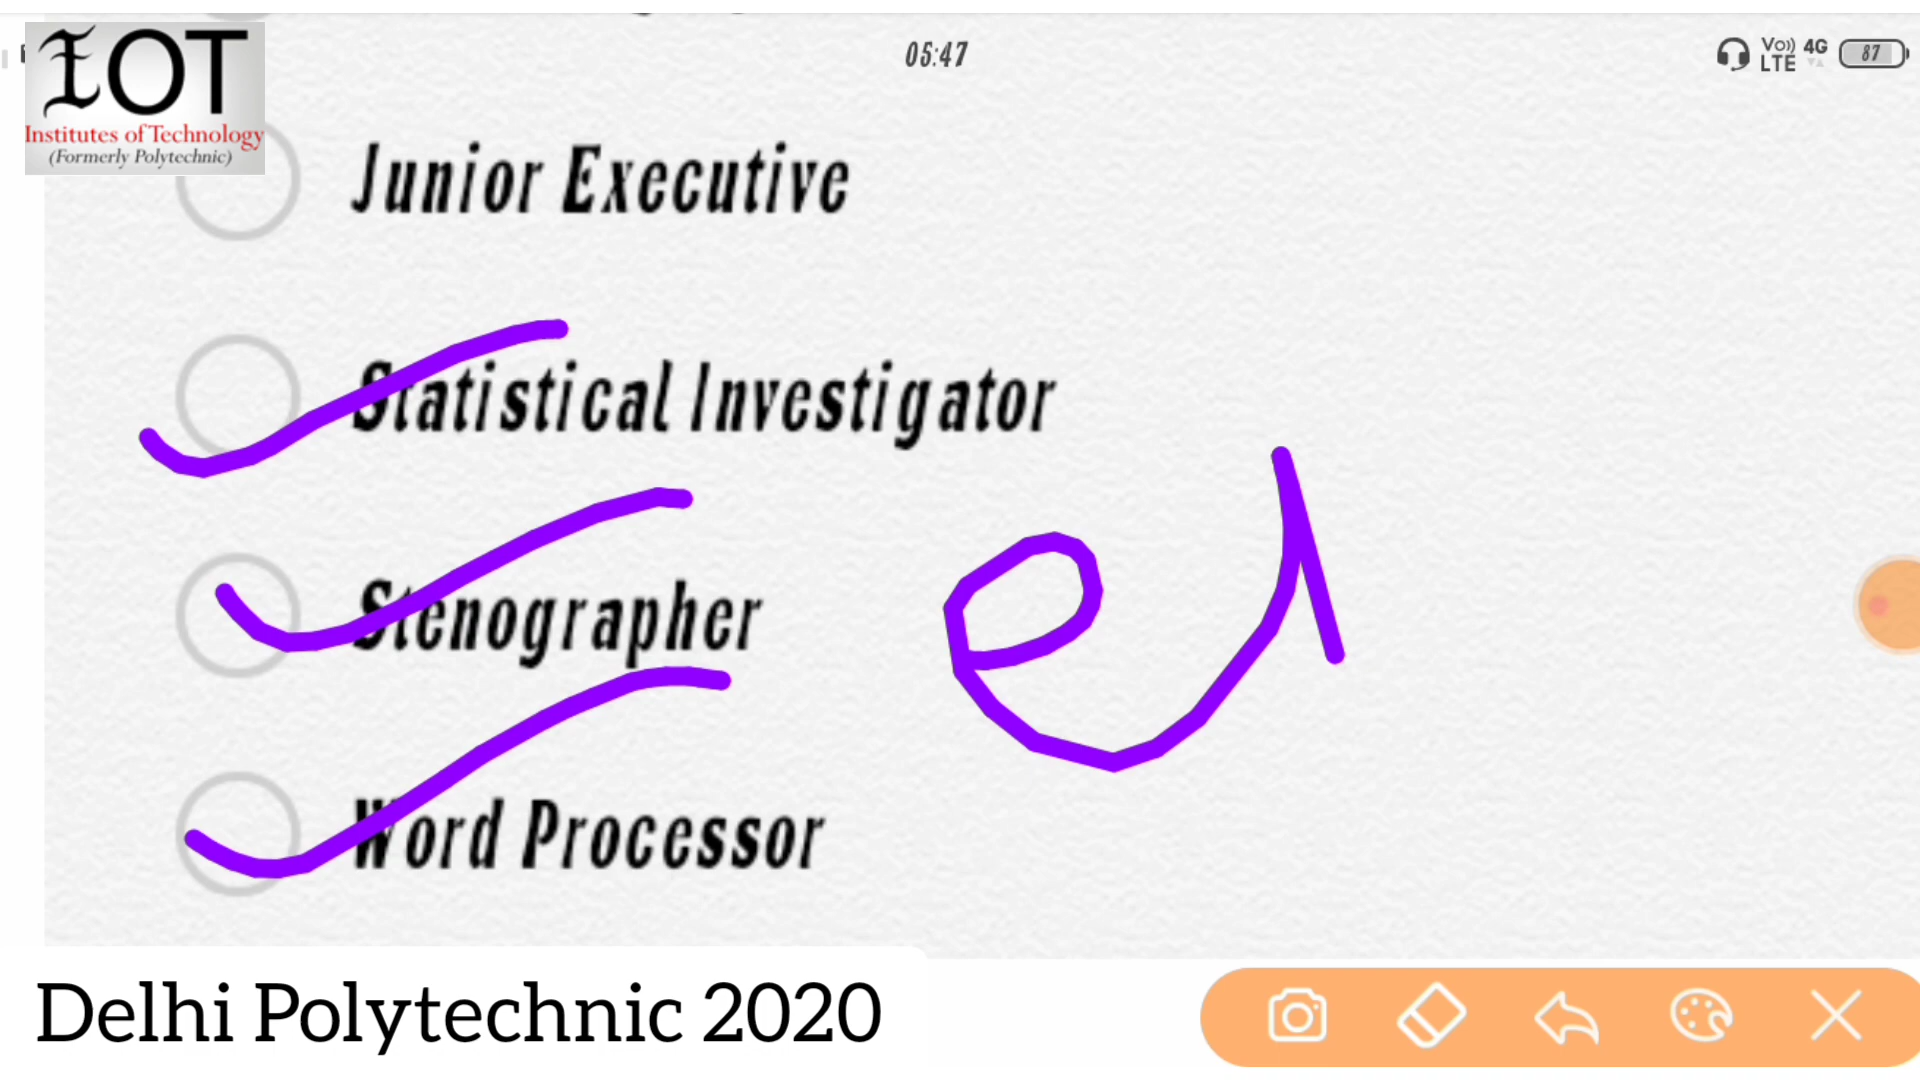 IOT
Institutes of Technology
(Formerly Polytechnic)
05:47
Vo))
LTE
4G
87
Junior Executive
Statistical Investigator
Stenographer
Word Processor
Delhi Polytechnic 2020